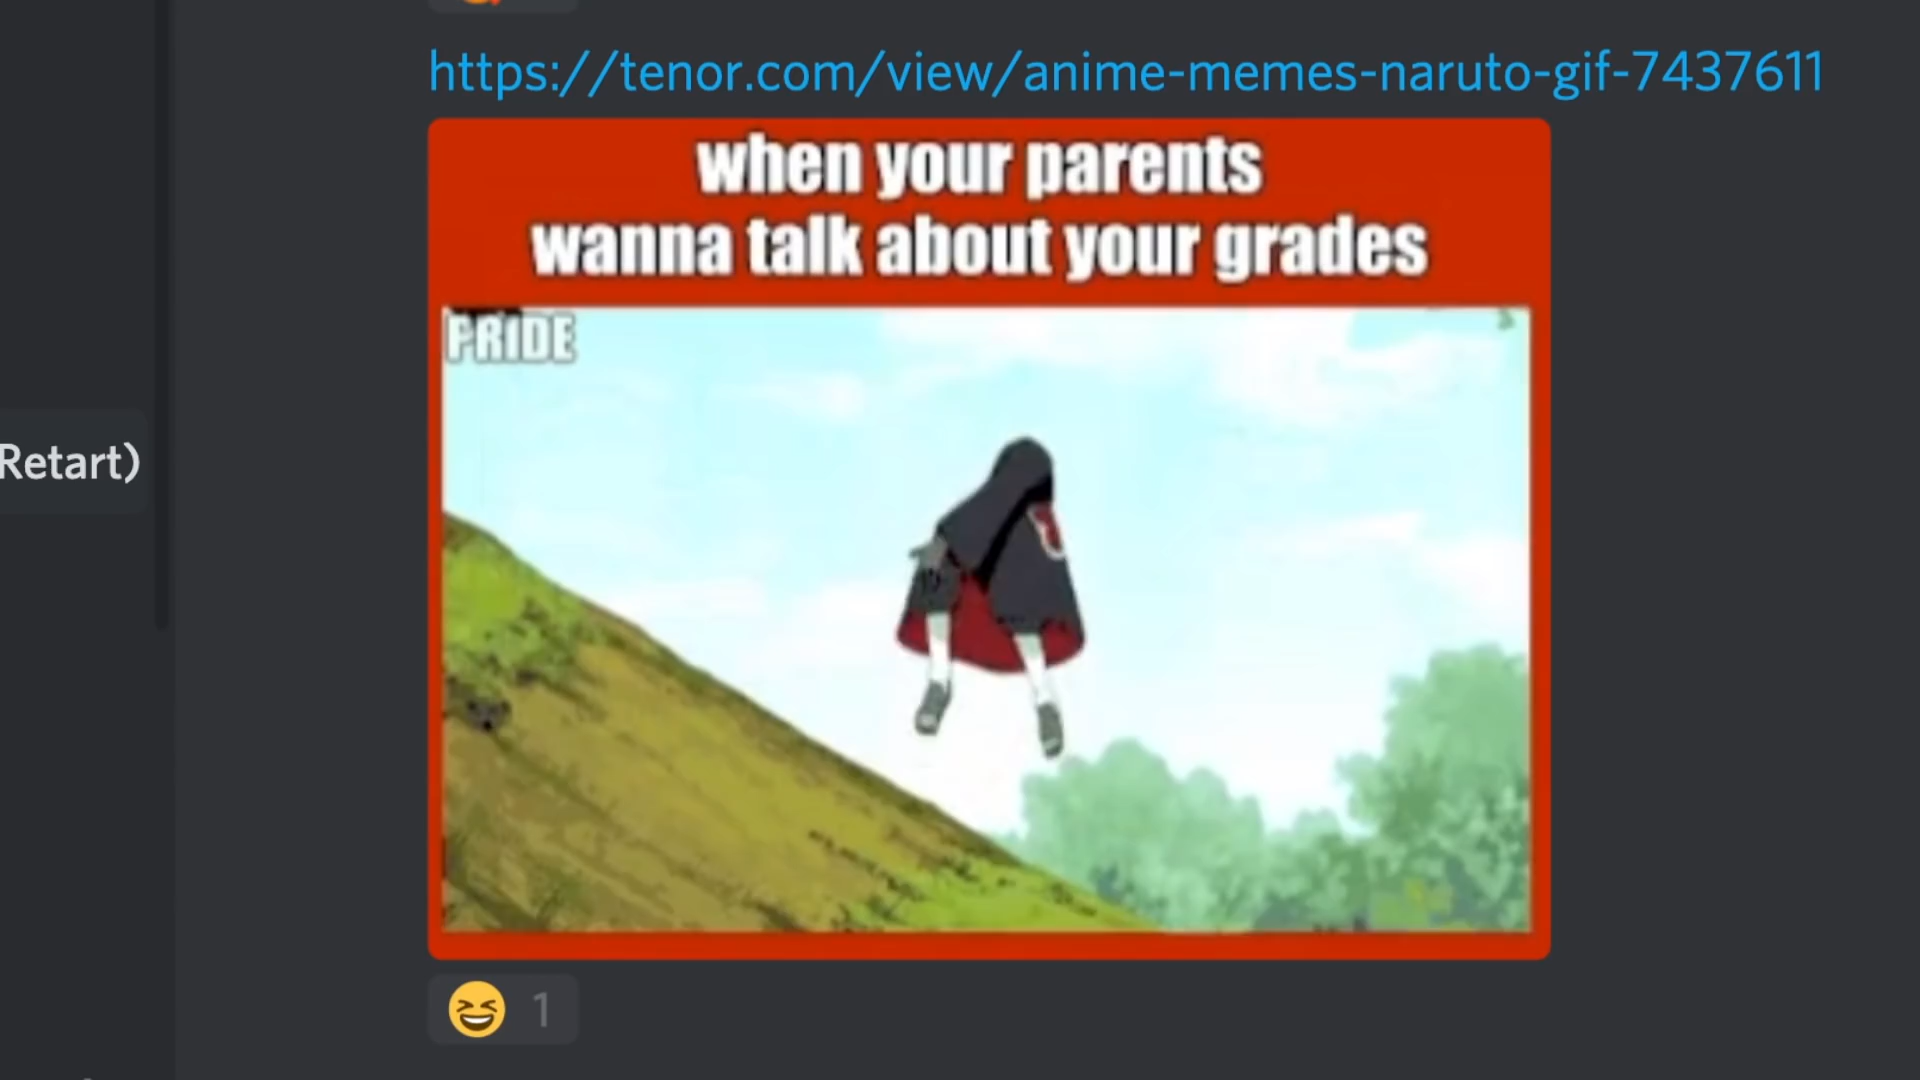 https://tenor.com/view/anime-memes-naruto-gif-7437611
when your parents
wanna talk about your grades
PRIDE
Retart)
1